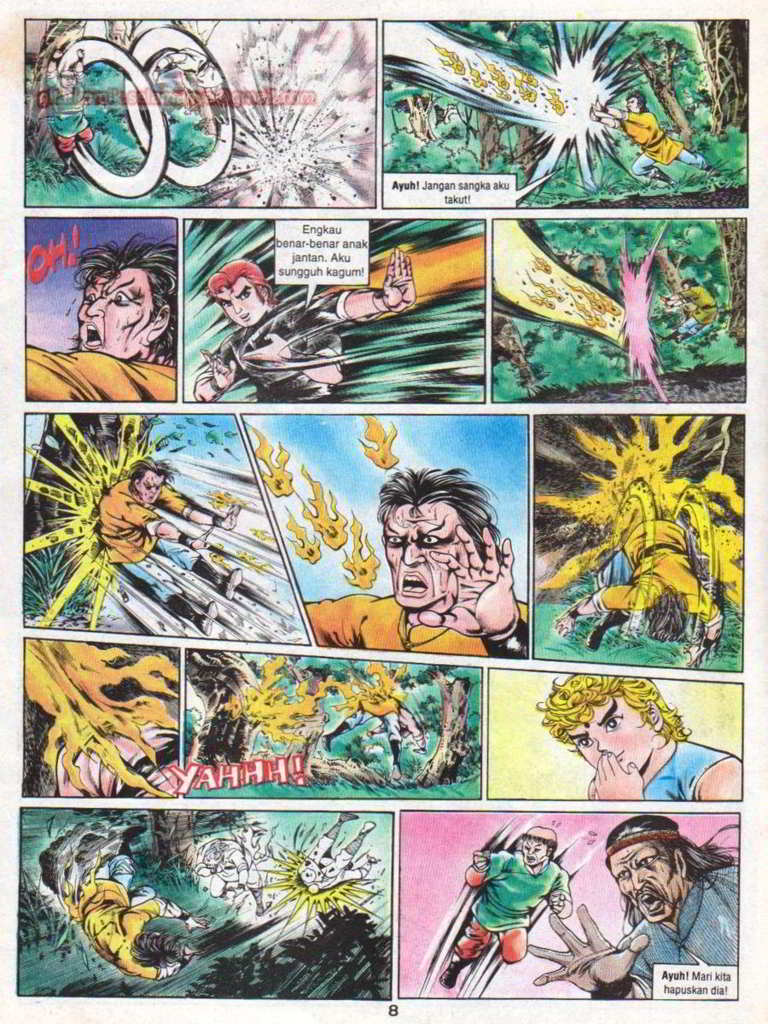 Ayuh! Jangan sangka aku
takut!
OH!
Engkau
benar-benar anak
jantan. Aku
sungguh kagum!
YAHHH!
Ayuh! Mari kita
hapuskan dia!
8